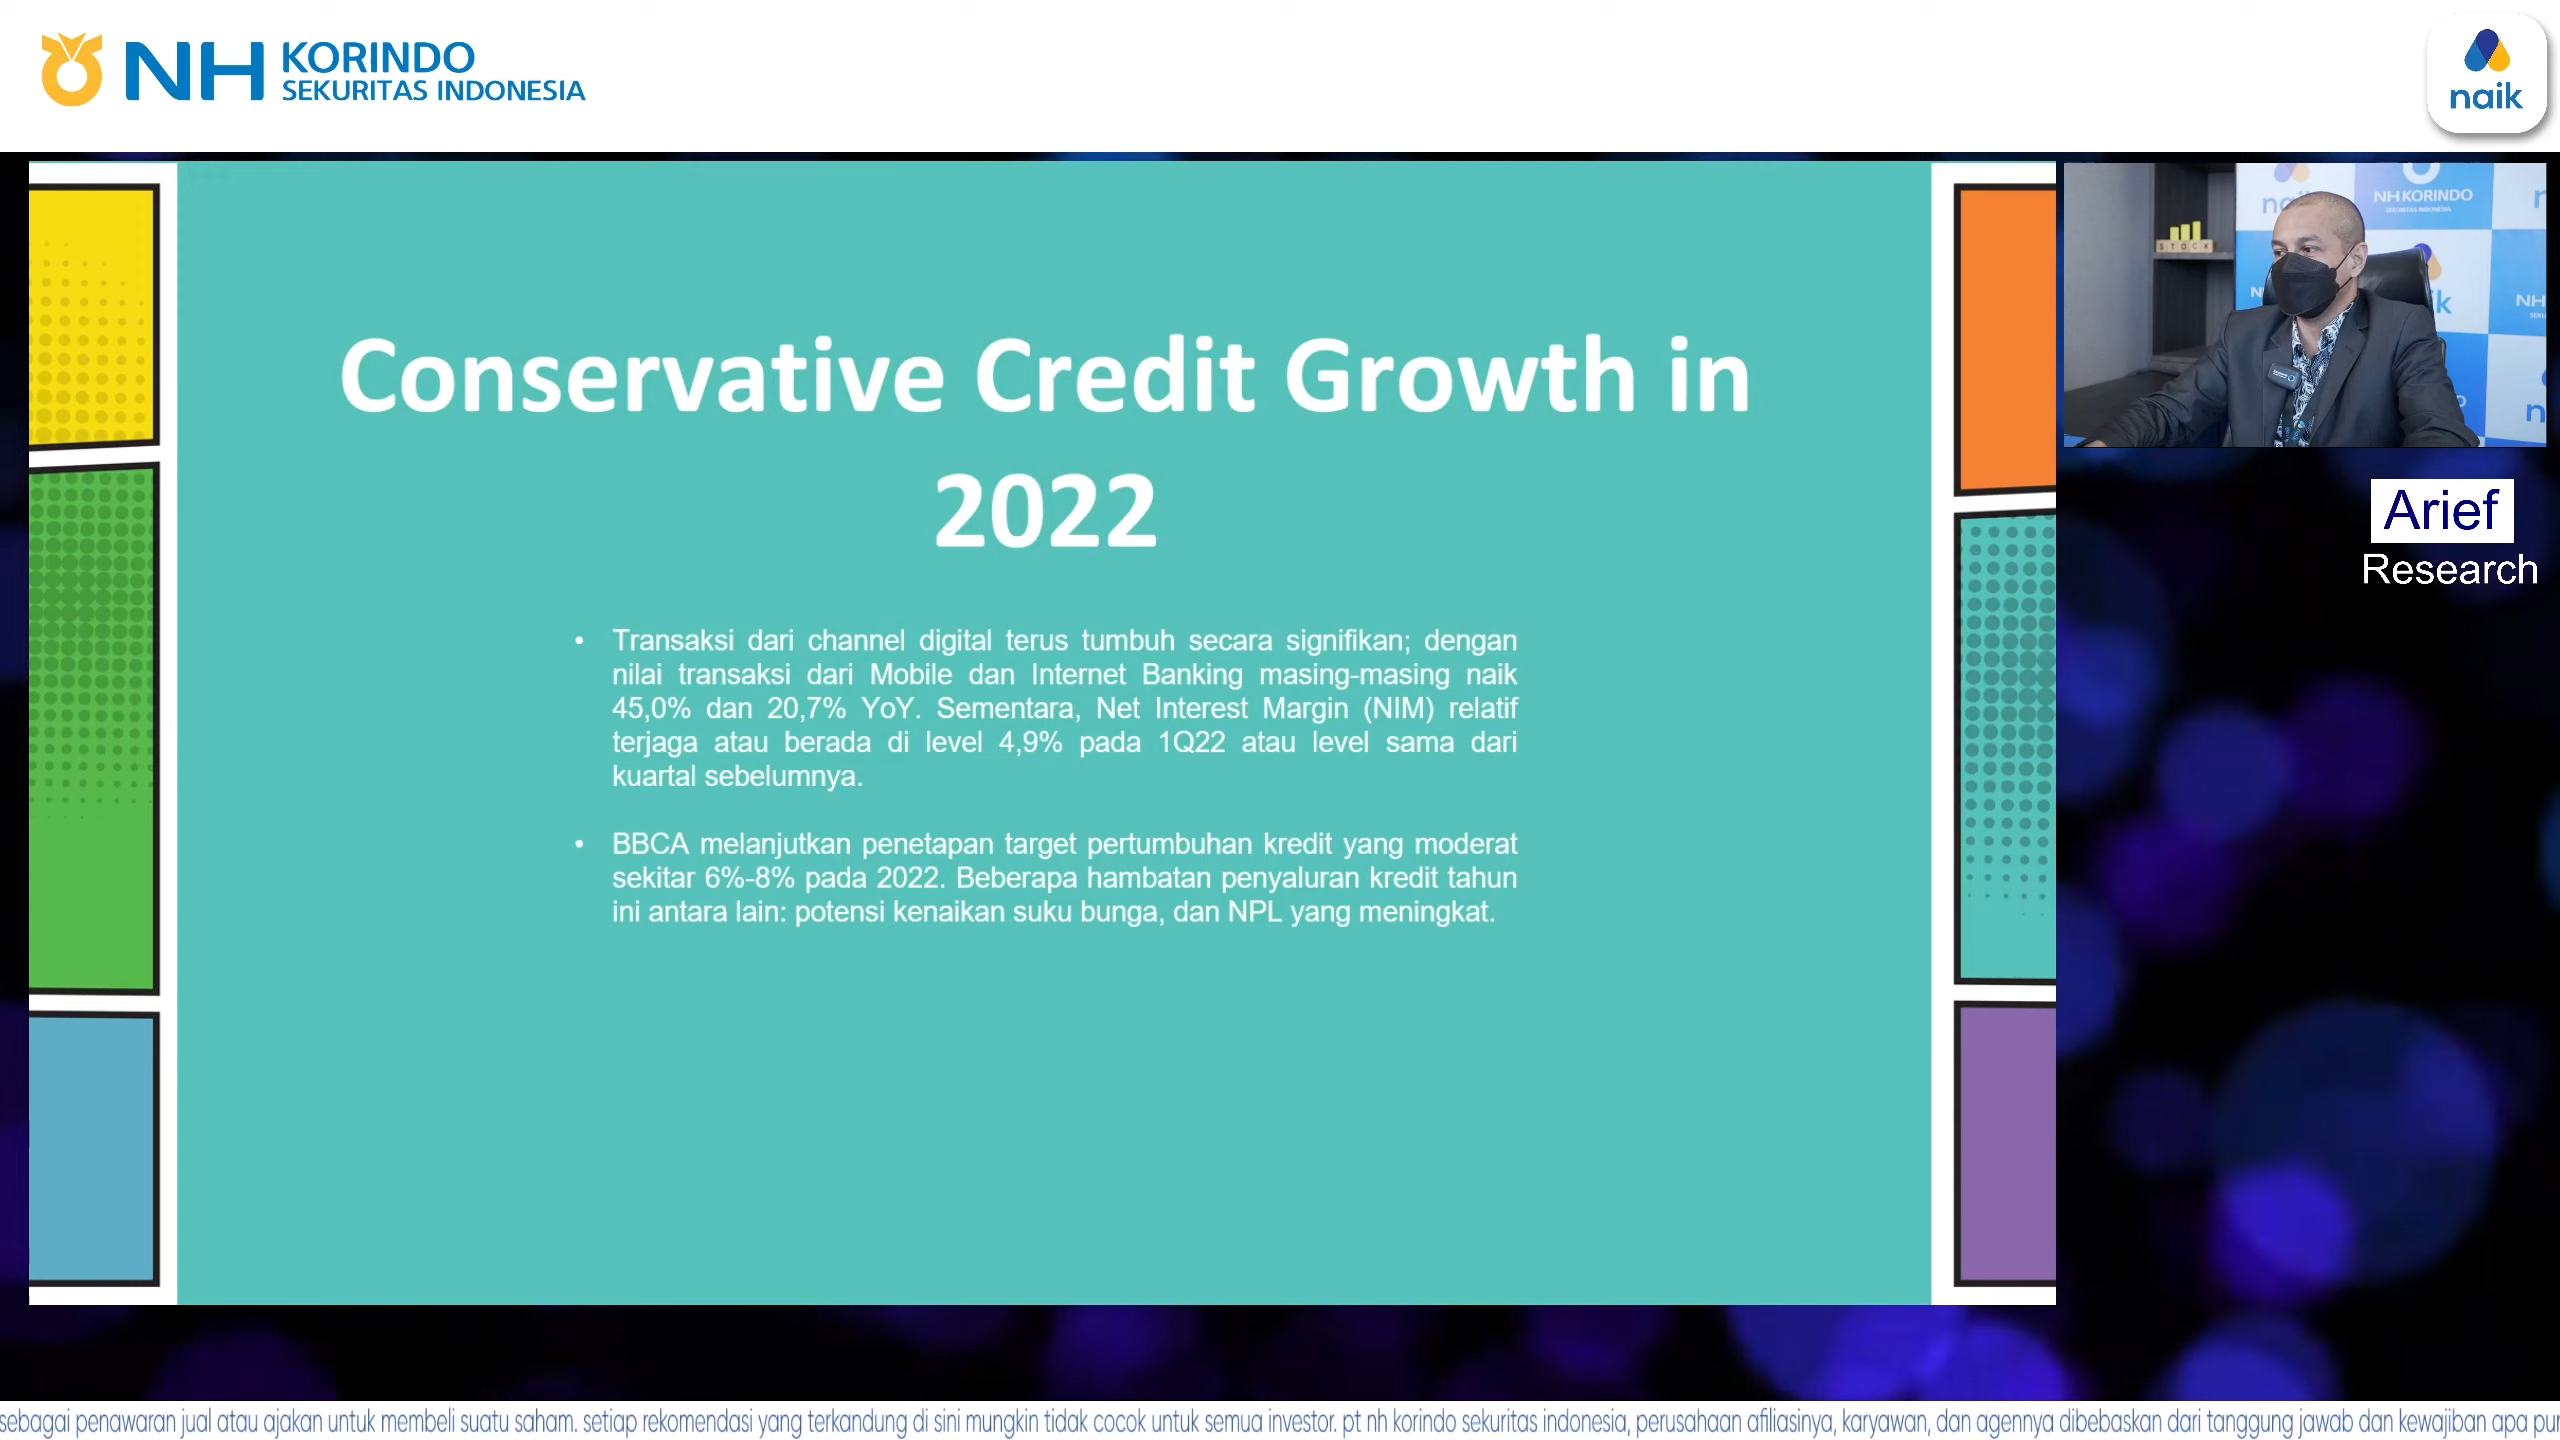 NH KORINDO
SEKURITAS INDONESIA
naik
Conservative Credit Growth in
2022
• Transaksi dari channel digital terus tumbuh secara signifikan; dengan
nilai transaksi dari Mobile dan Internet Banking masing-masing naik
45,0% dan 20,7% YoY. Sementara, Net Interest Margin (NIM) relatif
terjaga atau berada di level 4,9% pada 1Q22 atau level sama dari
kuartal sebelumnya.
• BBCA melanjutkan penetapan target pertumbuhan kredit yang moderat
sekitar 6%-8% pada 2022. Beberapa hambatan penyaluran kredit tahun
ini antara lain: potensi kenaikan suku bunga, dan NPL yang meningkat.
NH KORINDO
SEKURITAS INDONESIA
STOCK
Arief
Research
sebagai penawaran jual atau ajakan untuk membeli suatu saham. setiap rekomendasi yang terkandung di sini mungkin tidak cocok untuk semua investor. pt nh korindo sekuritas indonesia, perusahaan afiliasinya, karyawan, dan agennya dibebaskan dari tanggung jawab dan kewajiban apa pun